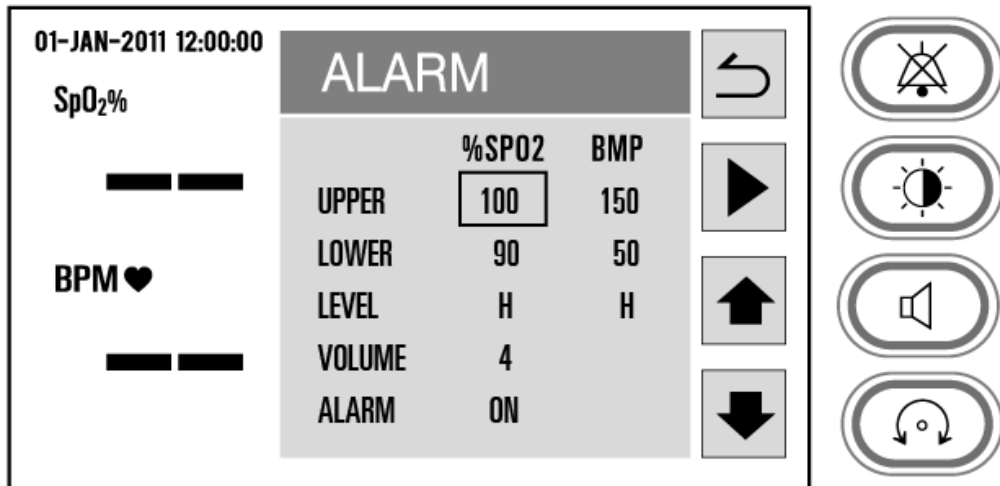 01-JAN-2011 12:00:00
SpO₂%
BPM♥
ALARM
%SPO2 BMP
UPPER 100 150
LOWER 90 50
LEVEL H H
VOLUME 4
ALARM ON